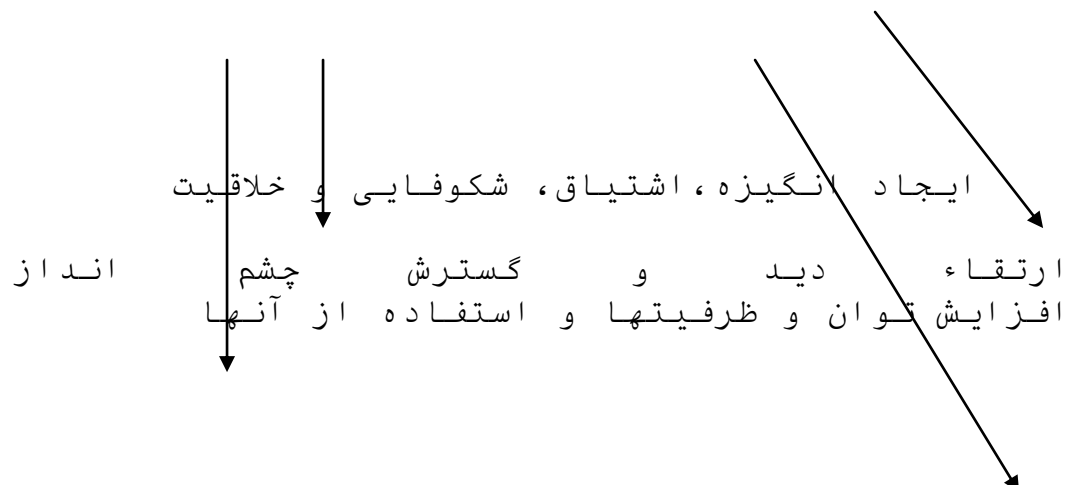 ایجاد انگیزه، اشتیاق، شکوفایی و خلاقیت
ارتقاء دید و گسترش چشم انداز
افزایش توان و ظرفیتها و استفاده از آنها